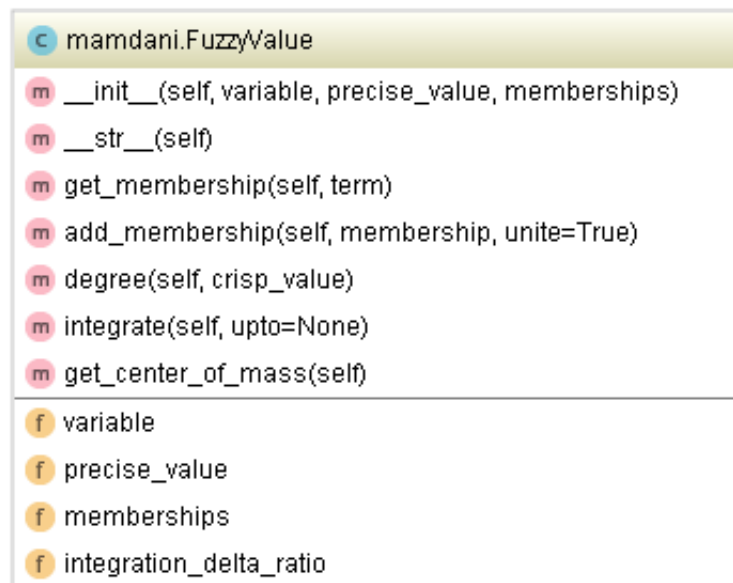 c mamdani.FuzzyValue
m __init__(self, variable, precise_value, memberships)
m __str__(self)
m get_membership(self, term)
m add_membership(self, membership, unite=True)
m degree(self, crisp_value)
m integrate(self, upto=None)
m get_center_of_mass(self)
f variable
f precise_value
f memberships
f integration_delta_ratio